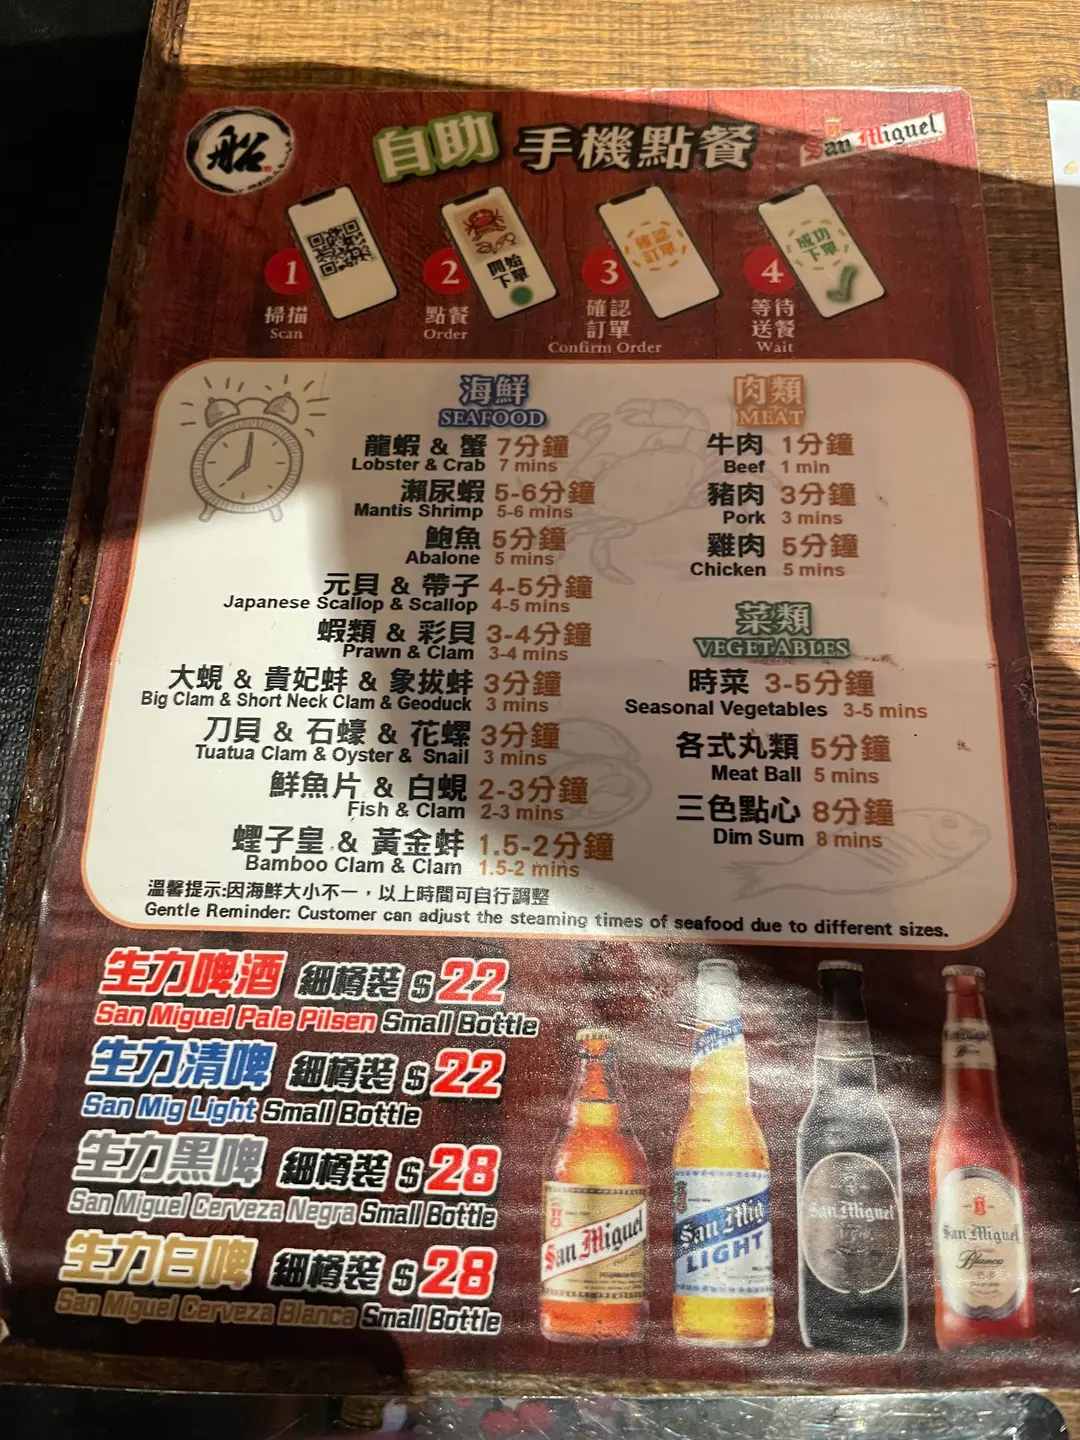 船
自助 手機點餐
San Miguel
1
掃描
Scan
2
點餐
Order
開始
下單
3
確認
訂單
Confirm Order
確認
訂單
4
等待
送餐
Wait
成功
下單
海鮮
SEAFOOD
龍蝦 & 蟹 7分鐘
Lobster & Crab 7 mins
瀨尿蝦 5-6分鐘
Mantis Shrimp 5-6 mins
鮑魚 5分鐘
Abalone 5 mins
元貝 & 帶子 4-5分鐘
Japanese Scallop & Scallop 4-5 mins
蝦類 & 彩貝 3-4分鐘
Prawn & Clam 3-4 mins
大蜆 & 貴妃蚌 & 象拔蚌 3分鐘
Big Clam & Short Neck Clam & Geoduck 3 mins
刀貝 & 石蠔 & 花螺 3分鐘
Tuatua Clam & Oyster & Snail 3 mins
鮮魚片 & 白蜆 2-3分鐘
Fish & Clam 2-3 mins
蟶子皇 & 黃金蚌 1.5-2分鐘
Bamboo Clam & Clam 1.5-2 mins
肉類
MEAT
牛肉 1分鐘
Beef 1 min
豬肉 3分鐘
Pork 3 mins
雞肉 5分鐘
Chicken 5 mins
菜類
VEGETABLES
時菜 3-5分鐘
Seasonal Vegetables 3-5 mins
各式丸類 5分鐘
Meat Ball 5 mins
三色點心 8分鐘
Dim Sum 8 mins
溫馨提示:因海鮮大小不一，以上時間可自行調整
Gentle Reminder: Customer can adjust the steaming times of seafood due to different sizes.
生力啤酒 細樽裝 $22
San Miguel Pale Pilsen Small Bottle
生力清啤 細樽裝 $22
San Mig Light Small Bottle
生力黑啤 細樽裝 $28
San Miguel Cerveza Negra Small Bottle
生力白啤 細樽裝 $28
San Miguel Cerveza Blanca Small Bottle
San Miguel
San Mig
LIGHT
San Miguel
San Miguel
Blanca